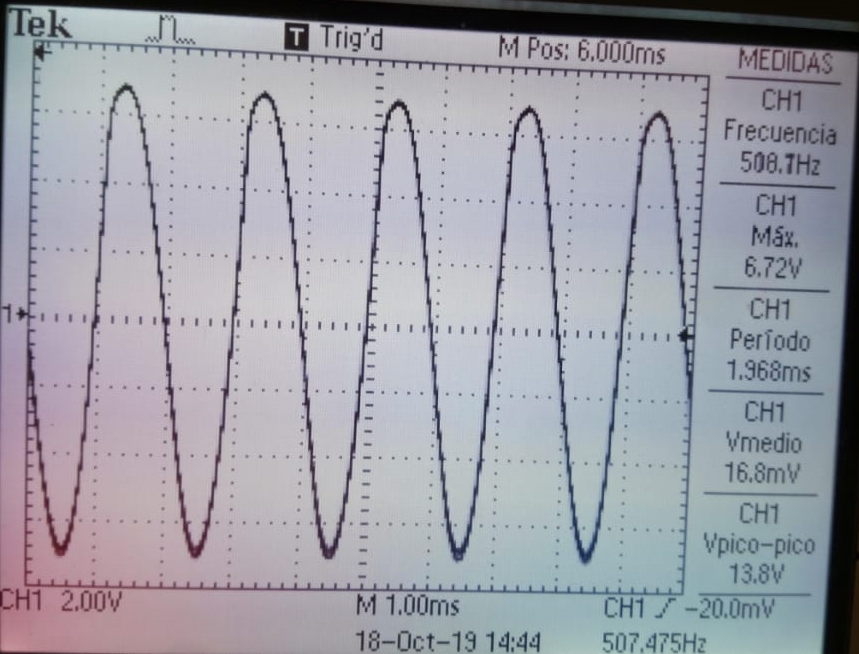 Tek T Trig'd M Pos: 6.000ms
MEDIDAS
CH1
Frecuencia
508.1Hz
CH1
Máx.
6.72V
CH1
Período
1.968ms
CH1
Vmedio
16.8mV
CH1
Vpico-pico
13.8V
1
CH1 2.00V M 1.00ms CH1 -20.0mV
18-Oct-19 14:44 507.475Hz